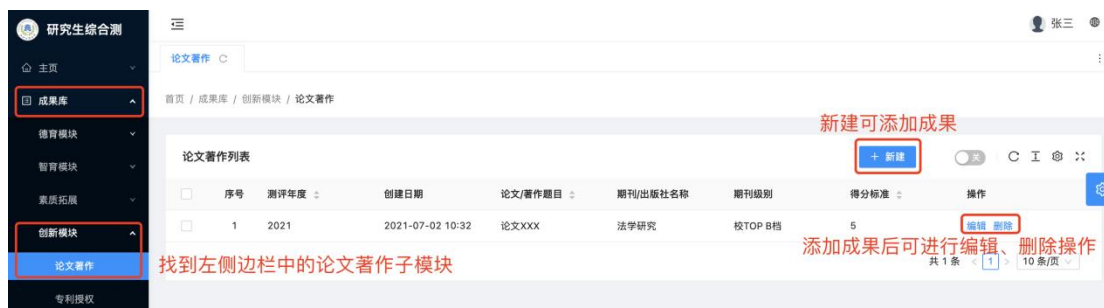 研究生综合测
张三
主页
论文著作
成果库
首页 / 成果库 / 创新模块 / 论文著作
新建可添加成果
德育模块
论文著作列表
+ 新建
关
智育模块
序号 测评年度 创建日期 论文/著作题目 期刊/出版社名称 期刊级别 得分标准 操作
素质拓展
1 2021 2021-07-02 10:32 论文XXX 法学研究 校TOP B档 5 编辑 删除
创新模块
添加成果后可进行编辑、删除操作
论文著作
找到左侧边栏中的论文著作子模块
共 1 条 < 1 > 10 条/页
专利授权